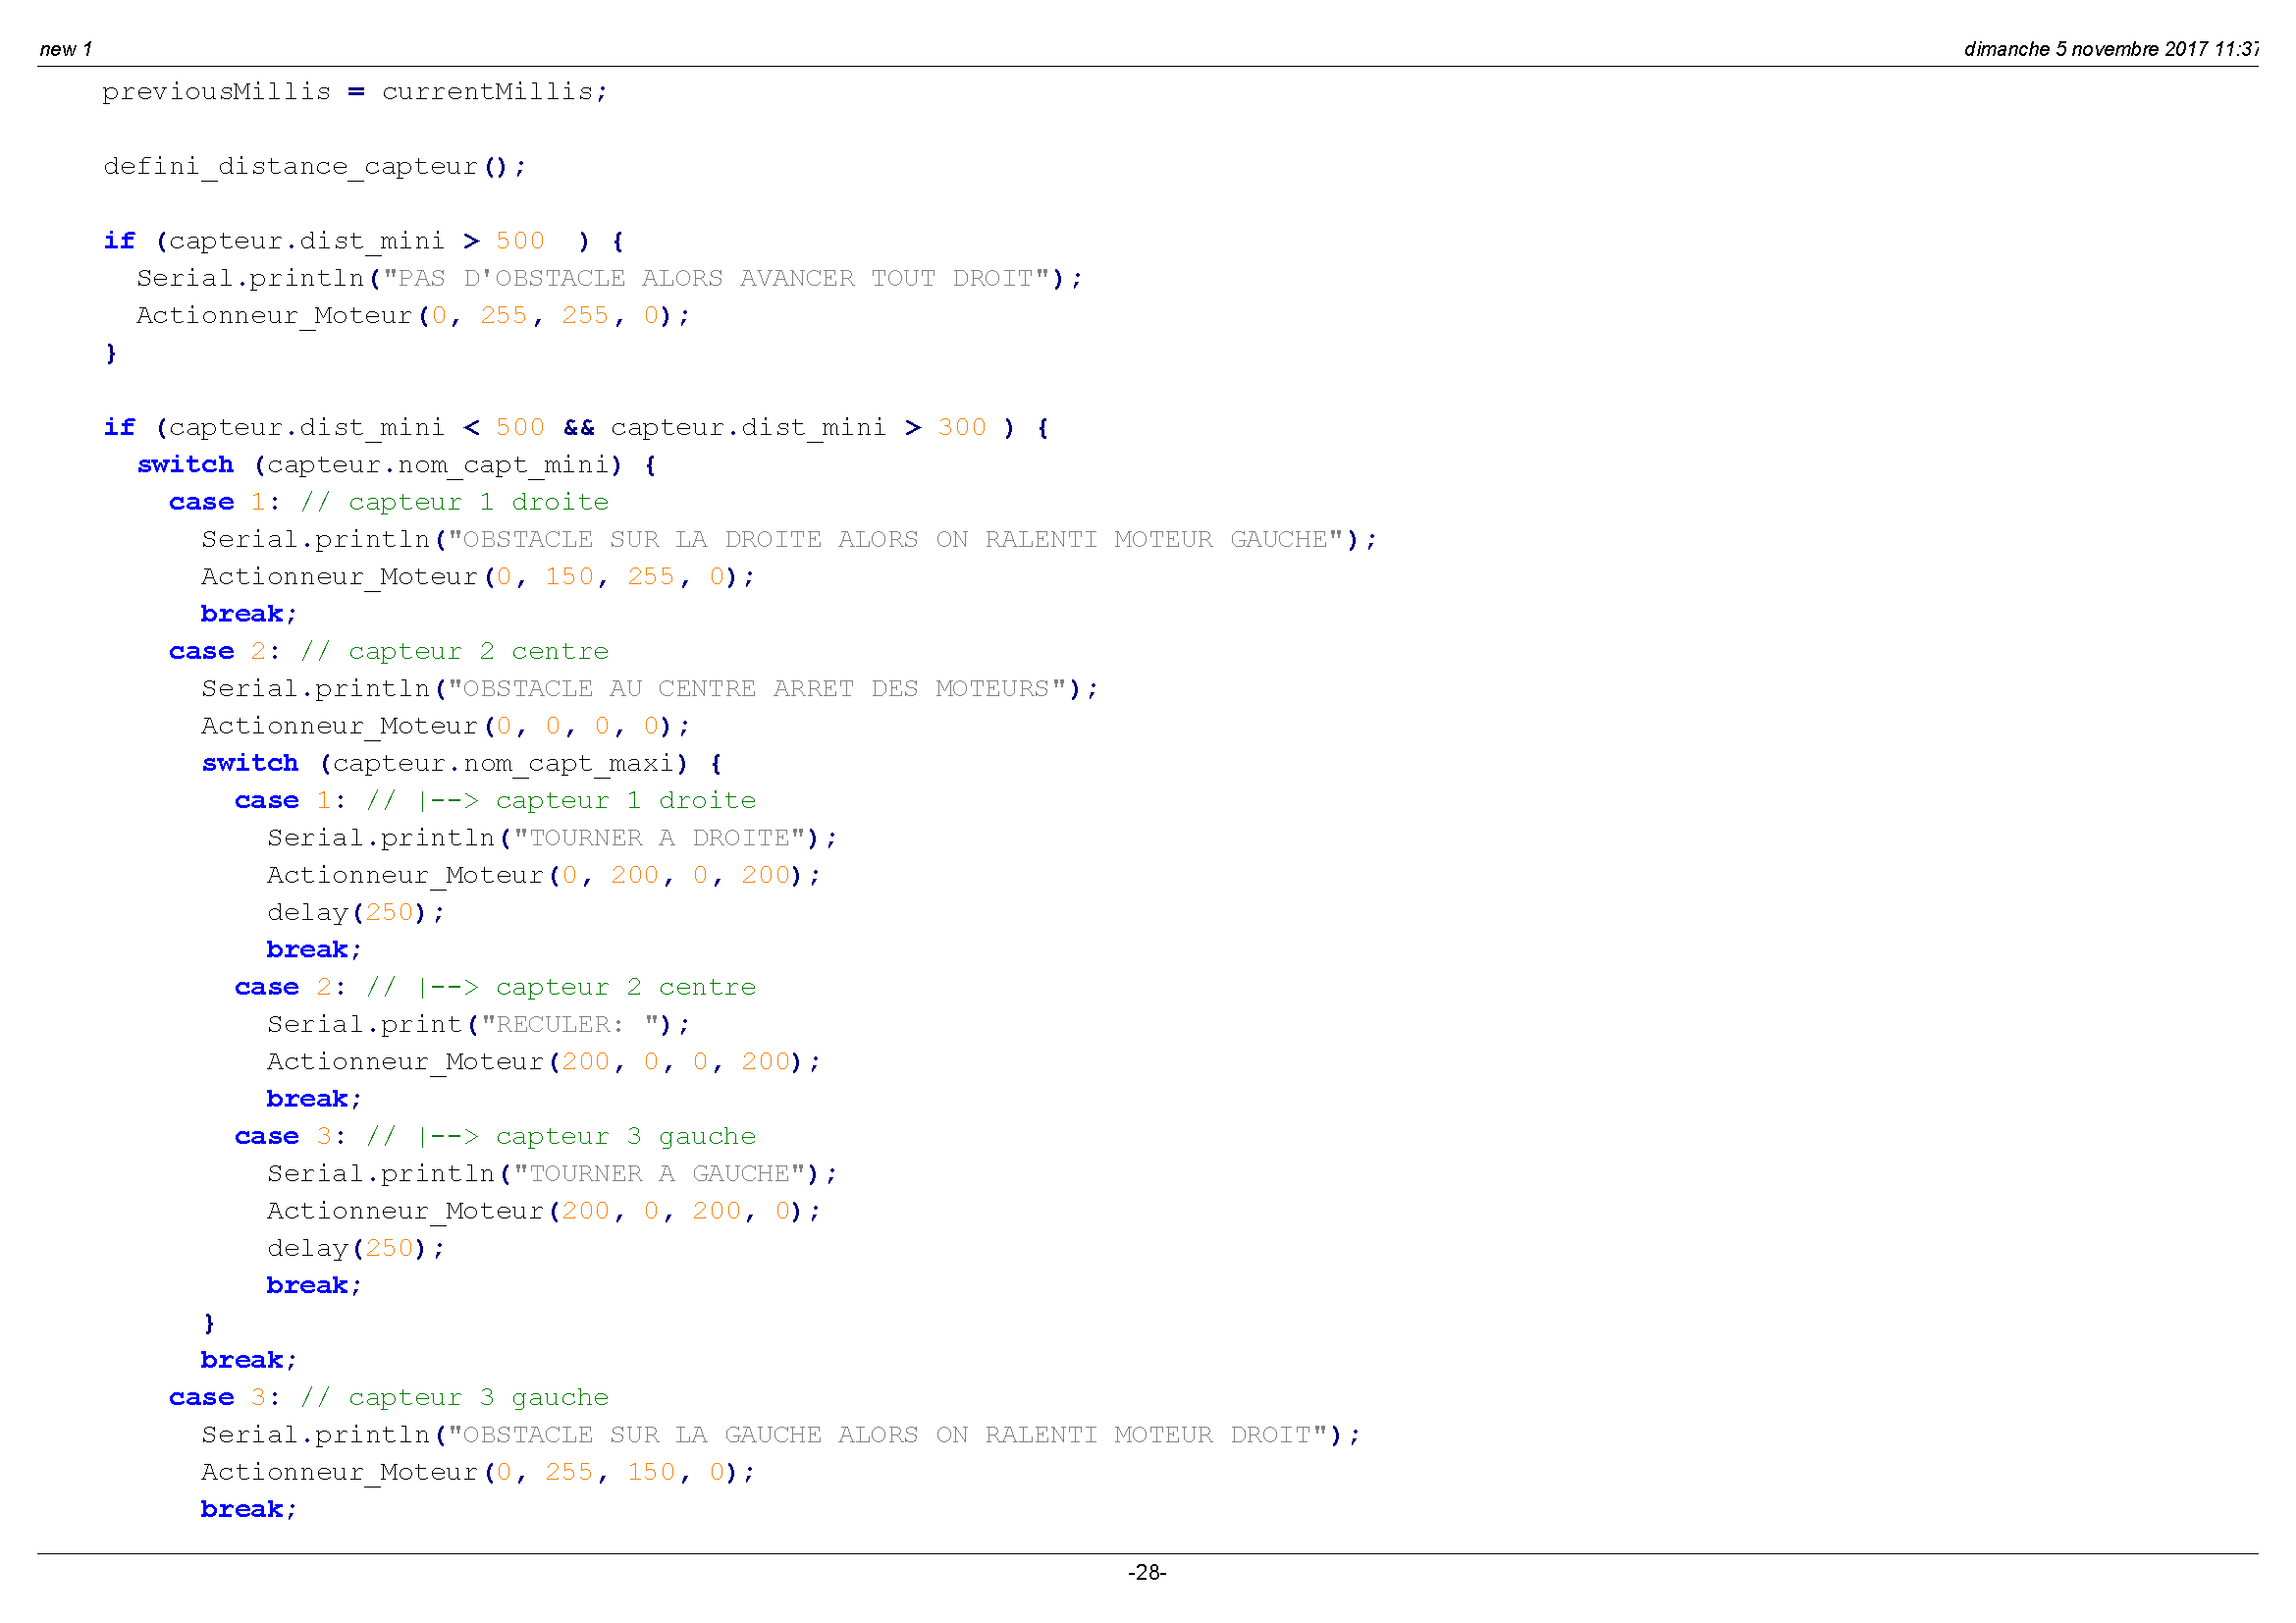 new 1
dimanche 5 novembre 2017 11:37
previousMillis = currentMillis;
defini_distance_capteur();
if (capteur.dist_mini > 500  ) {
Serial.println("PAS D'OBSTACLE ALORS AVANCER TOUT DROIT");
Actionneur_Moteur(0, 255, 255, 0);
}
if (capteur.dist_mini < 500 && capteur.dist_mini > 300 ) {
switch (capteur.nom_capt_mini) {
case 1: // capteur 1 droite
Serial.println("OBSTACLE SUR LA DROITE ALORS ON RALENTI MOTEUR GAUCHE");
Actionneur_Moteur(0, 150, 255, 0);
break;
case 2: // capteur 2 centre
Serial.println("OBSTACLE AU CENTRE ARRET DES MOTEURS");
Actionneur_Moteur(0, 0, 0, 0);
switch (capteur.nom_capt_maxi) {
case 1: // |--> capteur 1 droite
Serial.println("TOURNER A DROITE");
Actionneur_Moteur(0, 200, 0, 200);
delay(250);
break;
case 2: // |--> capteur 2 centre
Serial.print("RECULER: ");
Actionneur_Moteur(200, 0, 0, 200);
break;
case 3: // |--> capteur 3 gauche
Serial.println("TOURNER A GAUCHE");
Actionneur_Moteur(200, 0, 200, 0);
delay(250);
break;
}
break;
case 3: // capteur 3 gauche
Serial.println("OBSTACLE SUR LA GAUCHE ALORS ON RALENTI MOTEUR DROIT");
Actionneur_Moteur(0, 255, 150, 0);
break;
-28-